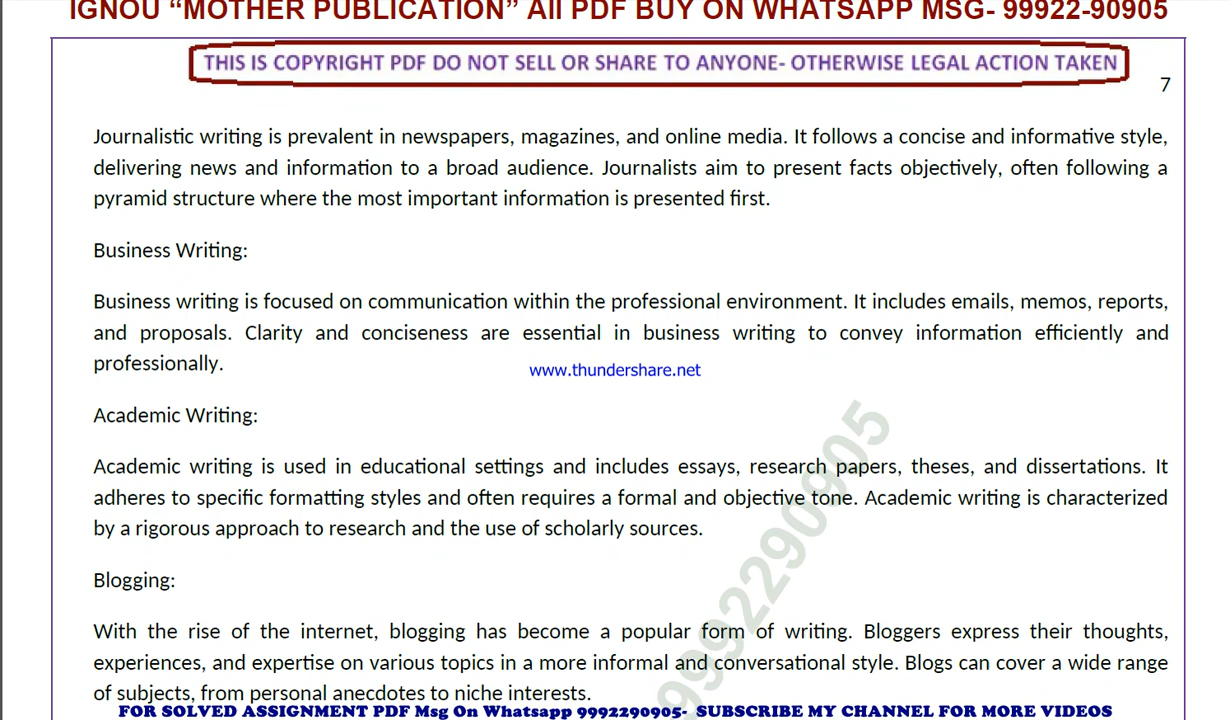 IGNOU “MOTHER PUBLICATION” All PDF BUY ON WHATSAPP MSG- 99922-90905
THIS IS COPYRIGHT PDF DO NOT SELL OR SHARE TO ANYONE- OTHERWISE LEGAL ACTION TAKEN
7
Journalistic writing is prevalent in newspapers, magazines, and online media. It follows a concise and informative style,
delivering news and information to a broad audience. Journalists aim to present facts objectively, often following a
pyramid structure where the most important information is presented first.
Business Writing:
Business writing is focused on communication within the professional environment. It includes emails, memos, reports,
and proposals. Clarity and conciseness are essential in business writing to convey information efficiently and
professionally.
www.thundershare.net
Academic Writing:
Academic writing is used in educational settings and includes essays, research papers, theses, and dissertations. It
adheres to specific formatting styles and often requires a formal and objective tone. Academic writing is characterized
by a rigorous approach to research and the use of scholarly sources.
9992290905
Blogging:
With the rise of the internet, blogging has become a popular form of writing. Bloggers express their thoughts,
experiences, and expertise on various topics in a more informal and conversational style. Blogs can cover a wide range
of subjects, from personal anecdotes to niche interests.
FOR SOLVED ASSIGNMENT PDF Msg On Whatsapp 9992290905- SUBSCRIBE MY CHANNEL FOR MORE VIDEOS